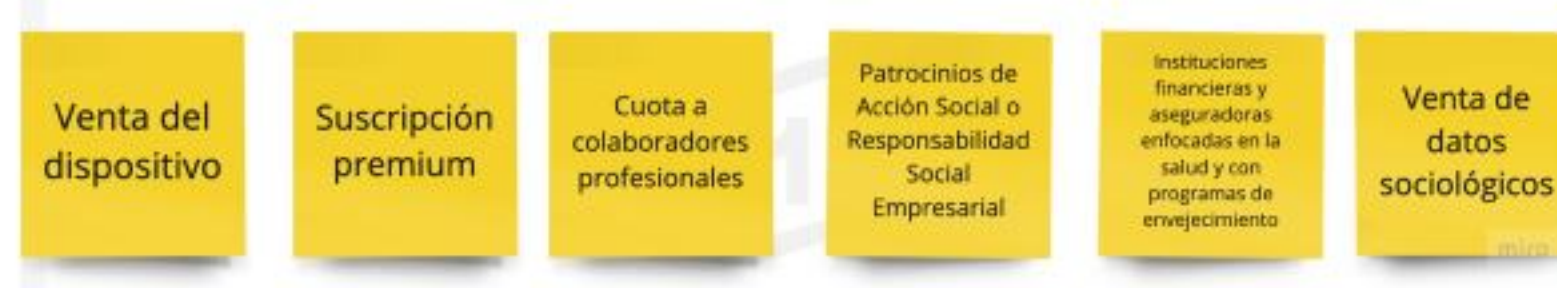 Venta del
dispositivo
Suscripción
premium
Cuota a
colaboradores
profesionales
Patrocinios de
Acción Social o
Responsabilidad
Social
Empresarial
Instituciones
financieras y
aseguradoras
enfocadas en la
salud y con
programas de
envejecimiento
Venta de
datos
sociológicos
miro